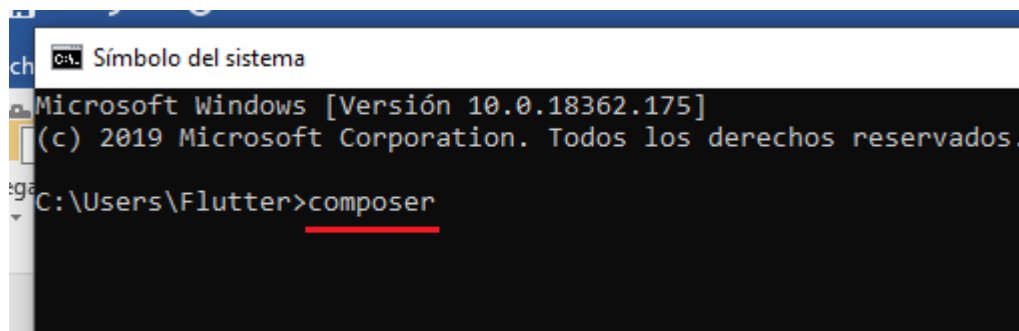 Símbolo del sistema
Microsoft Windows [Versión 10.0.18362.175]
(c) 2019 Microsoft Corporation. Todos los derechos reservados.
C:\Users\Flutter>composer